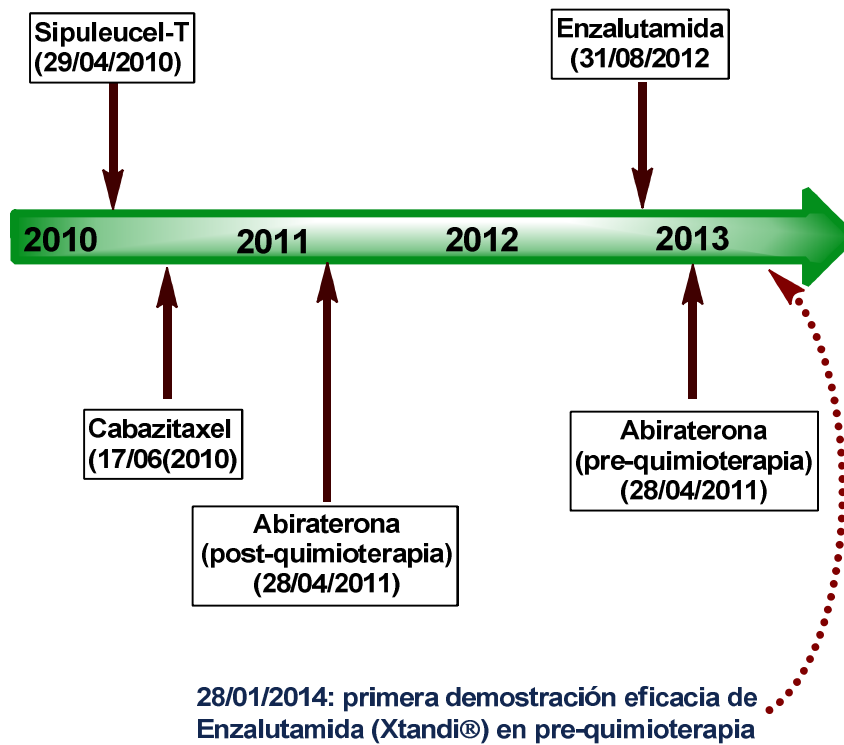 Sipuleucel-T
(29/04/2010)
Enzalutamida
(31/08/2012
2010
2011
2012
2013
Cabazitaxel
(17/06(2010)
Abiraterona
(post-quimioterapia)
(28/04/2011)
Abiraterona
(pre-quimioterapia)
(28/04/2011)
28/01/2014: primera demostración eficacia de
Enzalutamida (Xtandi®) en pre-quimioterapia